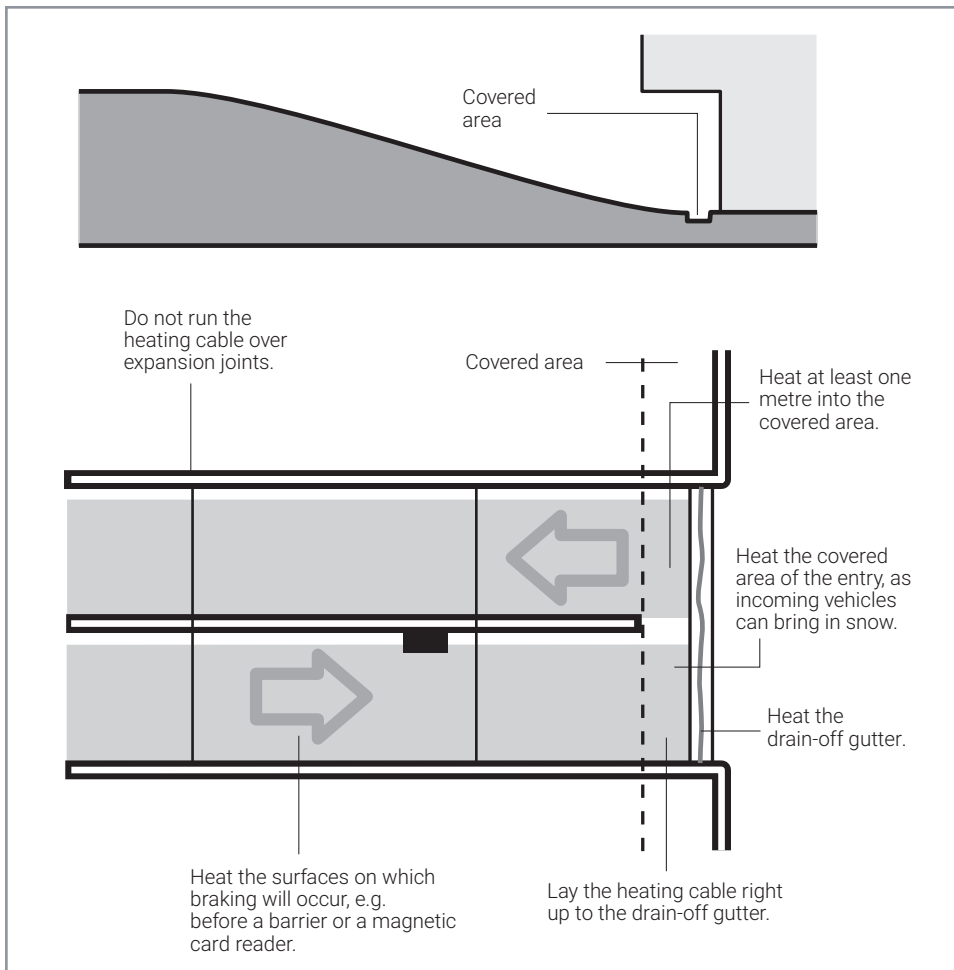 Covered
area
Do not run the
heating cable over
expansion joints.
Covered area
Heat at least one
metre into the
covered area.
Heat the covered
area of the entry, as
incoming vehicles
can bring in snow.
Heat the
drain-off gutter.
Heat the surfaces on which
braking will occur, e.g.
before a barrier or a magnetic
card reader.
Lay the heating cable right
up to the drain-off gutter.